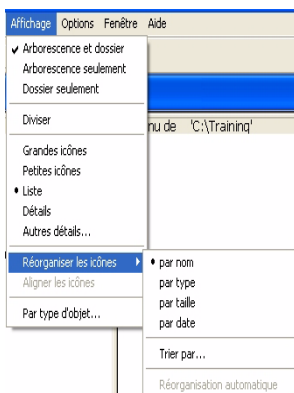 Affichage Options Fenêtre Aide
Arborescence et dossier
Arborescence seulement
Dossier seulement
Diviser
nu de 'C:\Training'
Grandes icônes
Petites icônes
Liste
Détails
Autres détails...
Réorganiser les icônes
Aligner les icônes
Par type d'objet...
par nom
par type
par taille
par date
Trier par...
Réorganisation automatique